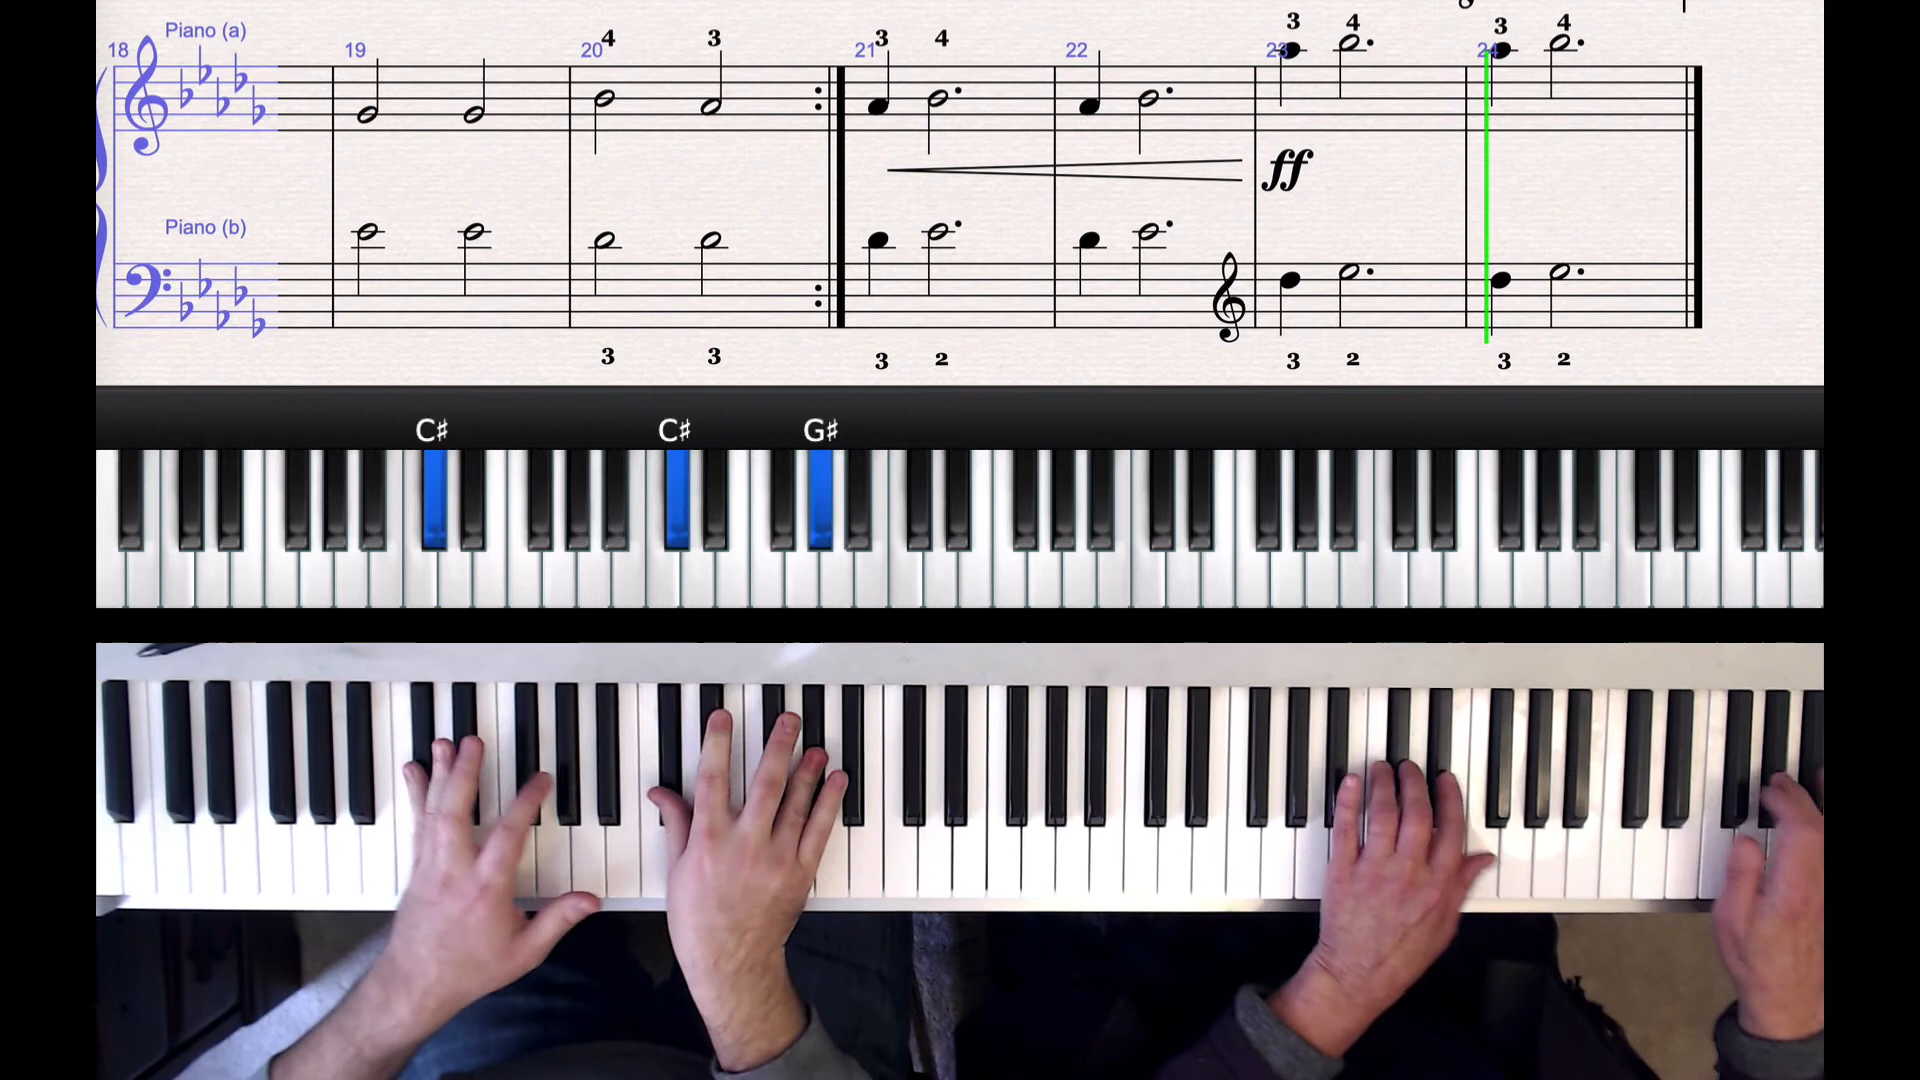 3 4 3 4
Piano (a)
18 19 20 4 3 21 3 4 22 23 24
ff
Piano (b)
3 3 3 2 3 2 3 2
C♯ C♯ G♯